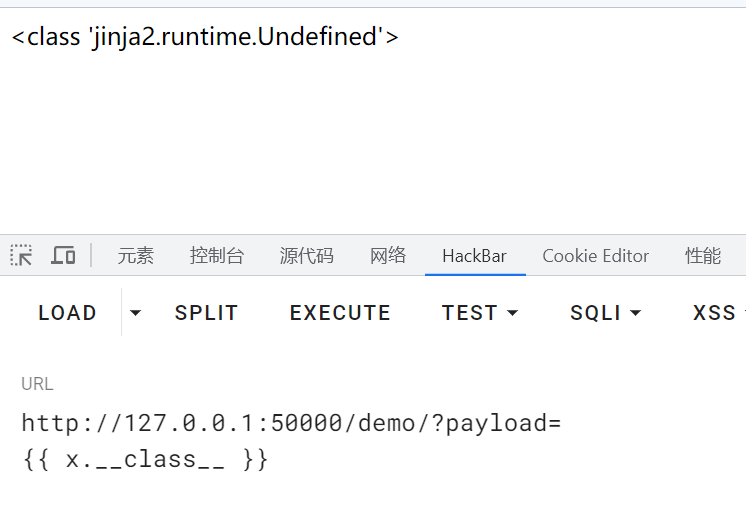 <class 'jinja2.runtime.Undefined'>
元素 控制台 源代码 网络 HackBar Cookie Editor 性能
LOAD SPLIT EXECUTE TEST SQLI XSS
URL
http://127.0.0.1:50000/demo/?payload=
{{ x.__class__ }}